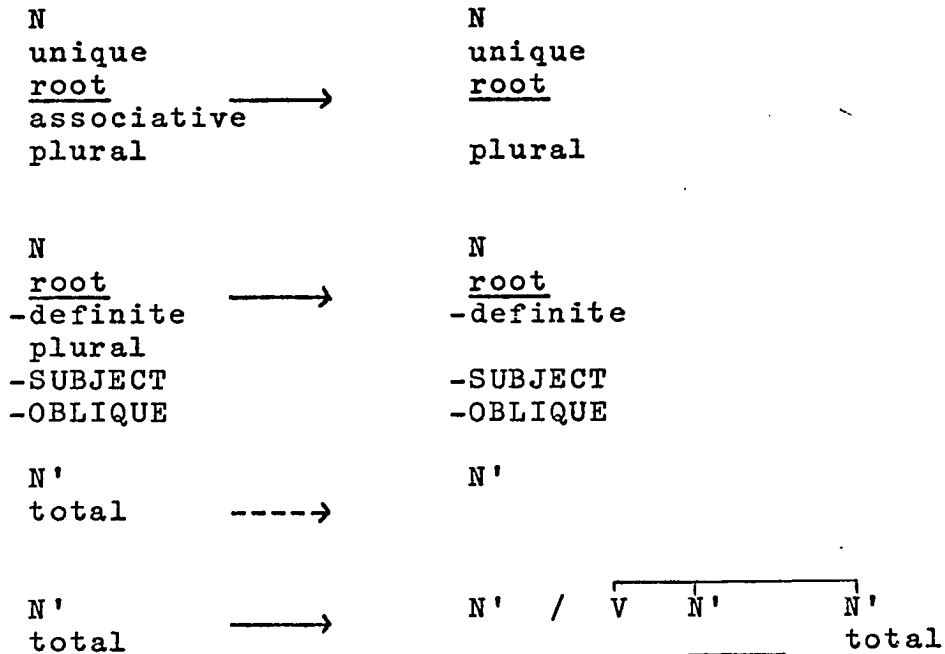 N N
unique unique
root ⟶ root
associative
plural plural
N N
root ⟶ root
-definite -definite
plural
-SUBJECT -SUBJECT
-OBLIQUE -OBLIQUE
N' N'
total ----→
N' N' / V N' N'
total ⟶ ____ total